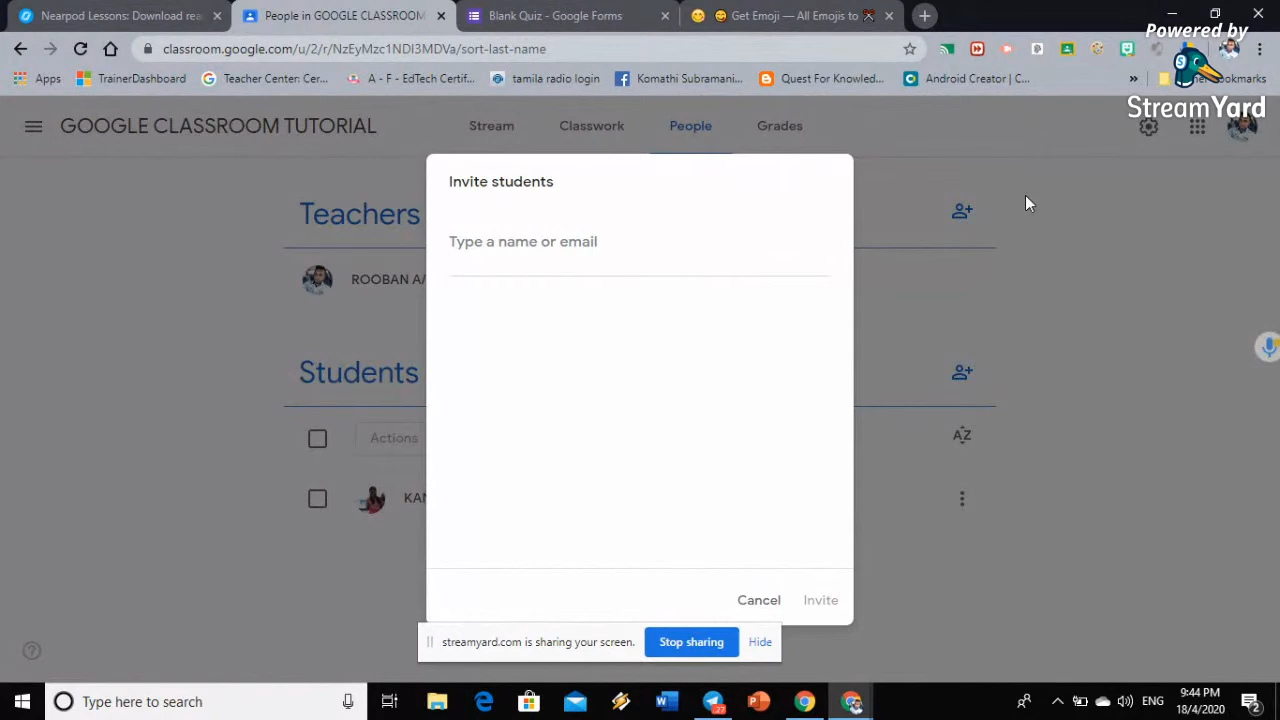 Nearpod Lessons: Download rea
People in GOOGLE CLASSROOM
Blank Quiz - Google Forms
Get Emoji — All Emojis to
Powered by
classroom.google.com/u/2/r/NzEyMzc1NDI3MDVa/sort-last-name
Apps
TrainerDashboard
Teacher Center: Cer...
A - F - EdTech Certif...
tamila radio login
Komathi Subramani...
Quest For Knowled...
Android Creator | C...
»
StreamYard
GOOGLE CLASSROOM TUTORIAL
Stream
Classwork
People
Grades
Invite students
Teachers
Type a name or email
ROOBAN A/
Students
Actions
AZ
KAN
Cancel
Invite
streamyard.com is sharing your screen.
Stop sharing
Hide
Type here to search
27
ENG
9:44 PM
18/4/2020
2